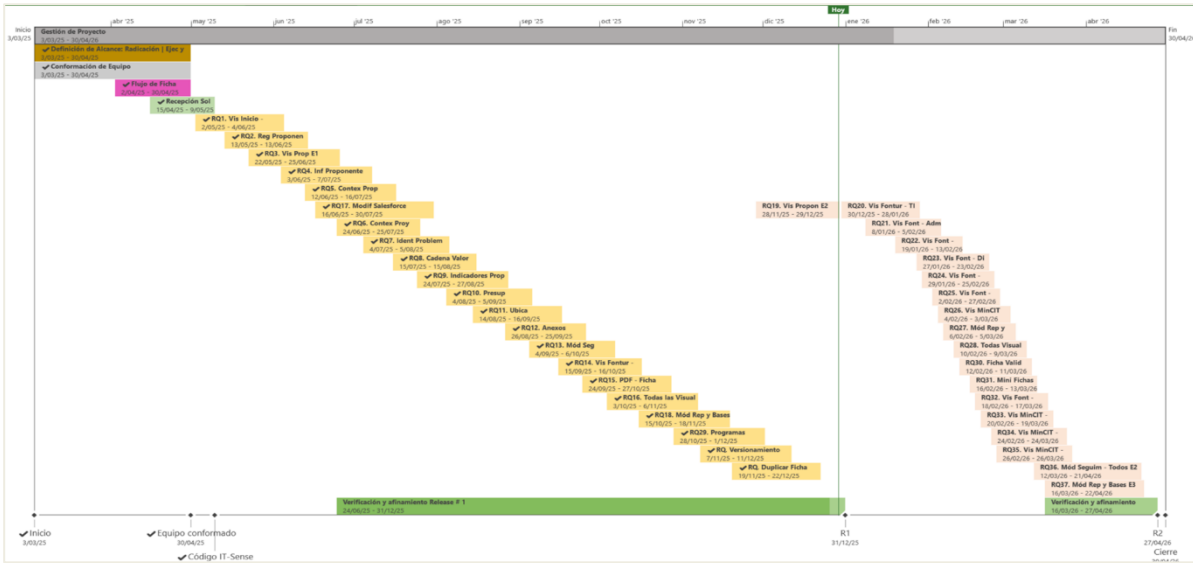 Hoy
abr '25
may '25
jun '25
jul '25
ago '25
sep '25
oct '25
nov '25
dic '25
ene '26
feb '26
mar '26
abr '26
Inicio
3/03/25
Fin
30/04/26
Gestión de Proyecto
3/03/25 - 30/04/26
Definición de Alcance: Radicación | Ejec y
3/03/25 - 30/04/25
Conformación de Equipo
3/03/25 - 30/04/25
Flujo de Ficha
2/04/25 - 30/04/25
Recepción Sol
15/04/25 - 9/05/25
RQ1. Vis Inicio -
2/05/25 - 4/06/25
RQ2. Reg Proponen
13/05/25 - 13/06/25
RQ3. Vis Prop E1
22/05/25 - 25/06/25
RQ4. Inf Proponente
3/06/25 - 7/07/25
RQ5. Contex Prop
12/06/25 - 16/07/25
RQ17. Modif Salesforce
16/06/25 - 30/07/25
RQ19. Vis Propon E2
28/11/25 - 29/12/25
RQ20. Vis Fontur - TI
30/12/25 - 28/01/26
RQ6. Contex Proy
24/06/25 - 25/07/25
RQ21. Vis Font - Adm
8/01/26 - 5/02/26
RQ7. Ident Problem
4/07/25 - 5/08/25
RQ22. Vis Font -
19/01/26 - 13/02/26
RQ8. Cadena Valor
15/07/25 - 15/08/25
RQ23. Vis Font - DI
27/01/26 - 23/02/26
RQ9. Indicadores Prop
24/07/25 - 27/08/25
RQ24. Vis Font -
29/01/26 - 25/02/26
RQ10. Presup
4/08/25 - 5/09/25
RQ25. Vis Font -
2/02/26 - 27/02/26
RQ11. Ubica
14/08/25 - 16/09/25
RQ26. Vis MinCIT
4/02/26 - 3/03/26
RQ12. Anexos
26/08/25 - 25/09/25
RQ27. Mód Rep y
6/02/26 - 5/03/26
RQ13. Mód Seg
4/09/25 - 6/10/25
RQ28. Todas Visual
10/02/26 - 9/03/26
RQ14. Vis Fontur -
15/09/25 - 16/10/25
RQ30. Ficha Valid
12/02/26 - 11/03/26
RQ15. PDF - Ficha
24/09/25 - 27/10/25
RQ31. Mini Fichas
16/02/26 - 13/03/26
RQ16. Todas las Visual
3/10/25 - 6/11/25
RQ32. Vis Font -
18/02/26 - 17/03/26
RQ18. Mód Rep y Bases
15/10/25 - 18/11/25
RQ33. Vis MinCIT -
20/02/26 - 19/03/26
RQ29. Programas
28/10/25 - 1/12/25
RQ34. Vis MinCIT -
24/02/26 - 24/03/26
RQ. Versionamiento
7/11/25 - 11/12/25
RQ35. Vis MinCIT -
26/02/26 - 26/03/26
RQ. Duplicar Ficha
19/11/25 - 22/12/25
RQ36. Mód Seguim - Todos E2
12/03/26 - 21/04/26
RQ37. Mód Rep y Bases E3
16/03/26 - 22/04/26
Verificación y afinamiento Release # 1
24/06/25 - 31/12/25
Verificación y afinamiento
16/03/26 - 27/04/26
Inicio
3/03/25
Equipo conformado
30/04/25
Código IT-Sense
R1
31/12/25
R2
27/04/26
Cierre